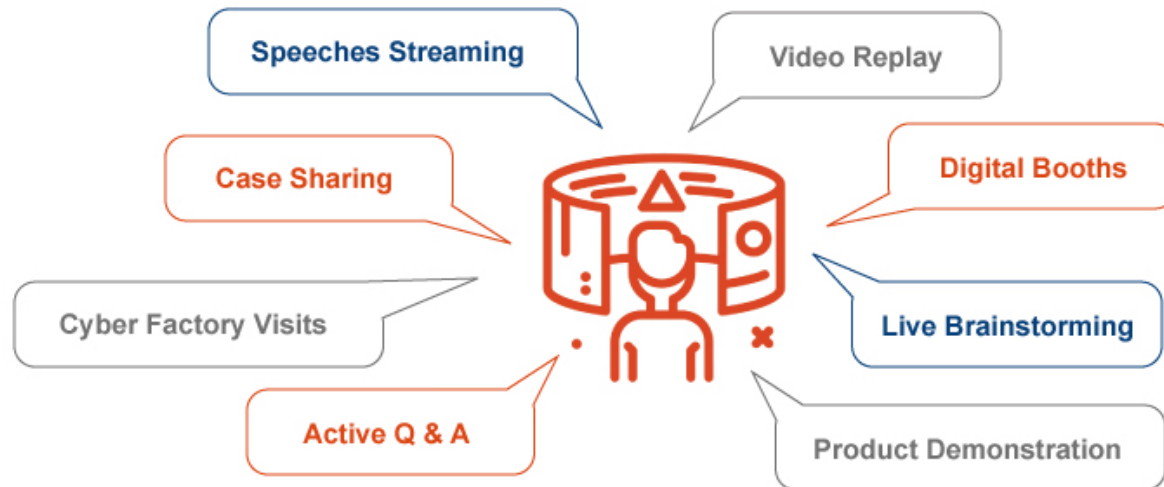 Speeches Streaming
Video Replay
Case Sharing
Digital Booths
Cyber Factory Visits
Live Brainstorming
Active Q & A
Product Demonstration